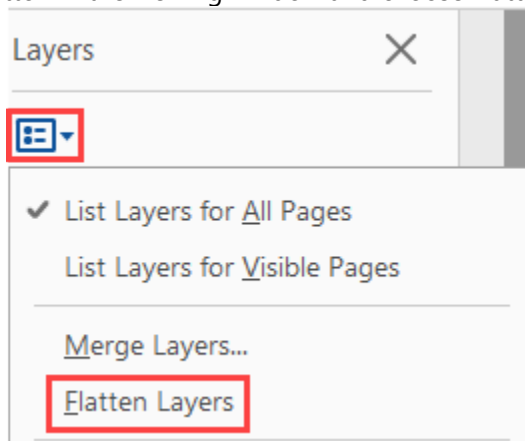 Layers
List Layers for All Pages
List Layers for Visible Pages
Merge Layers...
Flatten Layers